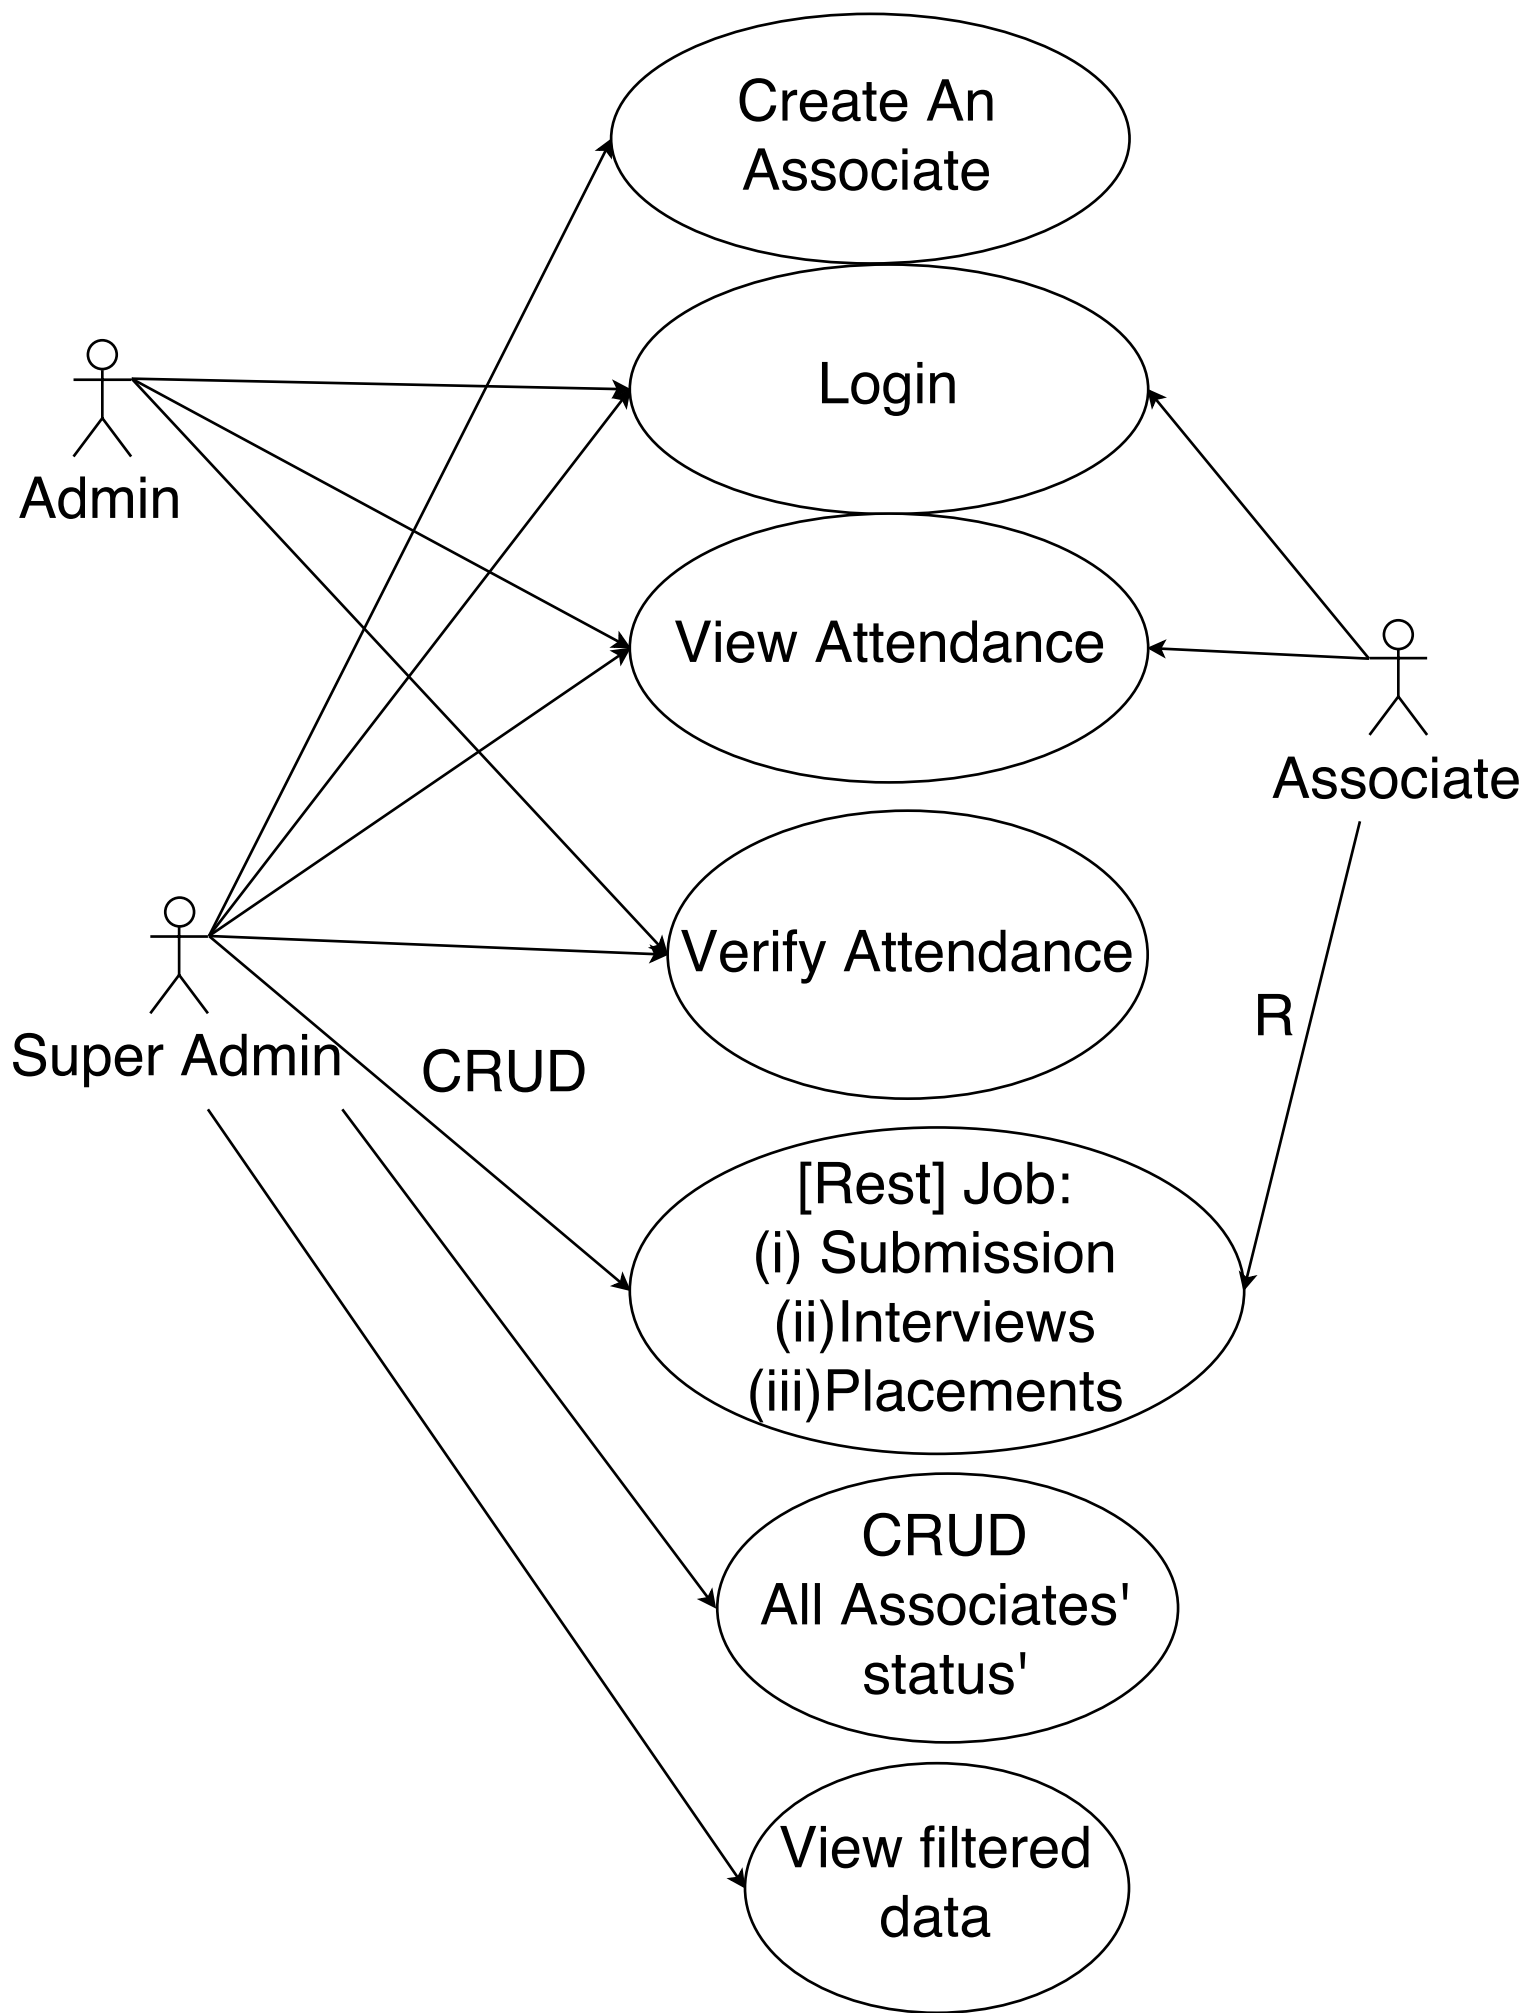 Create An
Associate
Login
Admin
View Attendance
Associate
Verify Attendance
R
Super Admin
CRUD
[Rest] Job:
(i) Submission
(ii)Interviews
(iii)Placements
CRUD
All Associates'
status'
View filtered
data